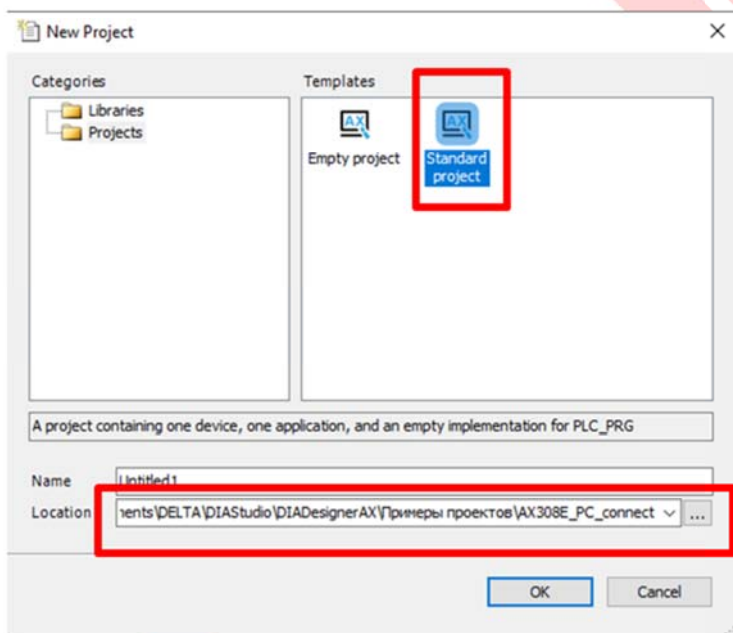 New Project
Categories
Templates
Libraries
Projects
Empty project
Standard
project
A project containing one device, one application, and an empty implementation for PLC_PRG
Name
Untitled1
Location
nents\DELTA\DIAStudio\DIADesignerAX\Примеры проектов\AX308E_PC_connect
...
OK
Cancel